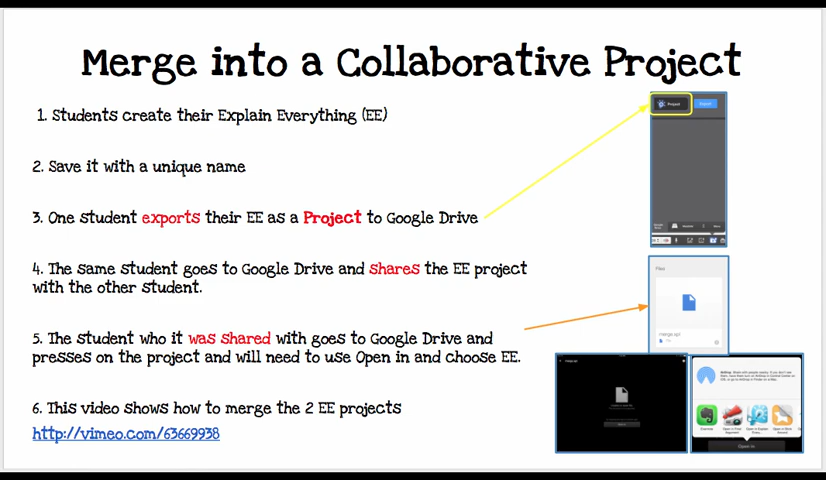 Merge into a Collaborative Project
1. Students create their Explain Everything (EE)
2. Save it with a unique name
3. One student exports their EE as a Project to Google Drive
4. The same student goes to Google Drive and shares the EE project
with the other student.
5. The student who it was shared with goes to Google Drive and
presses on the project and will need to use Open in and choose EE.
6. This video shows how to merge the 2 EE projects
http://vimeo.com/63669938
Project
Files
Open in